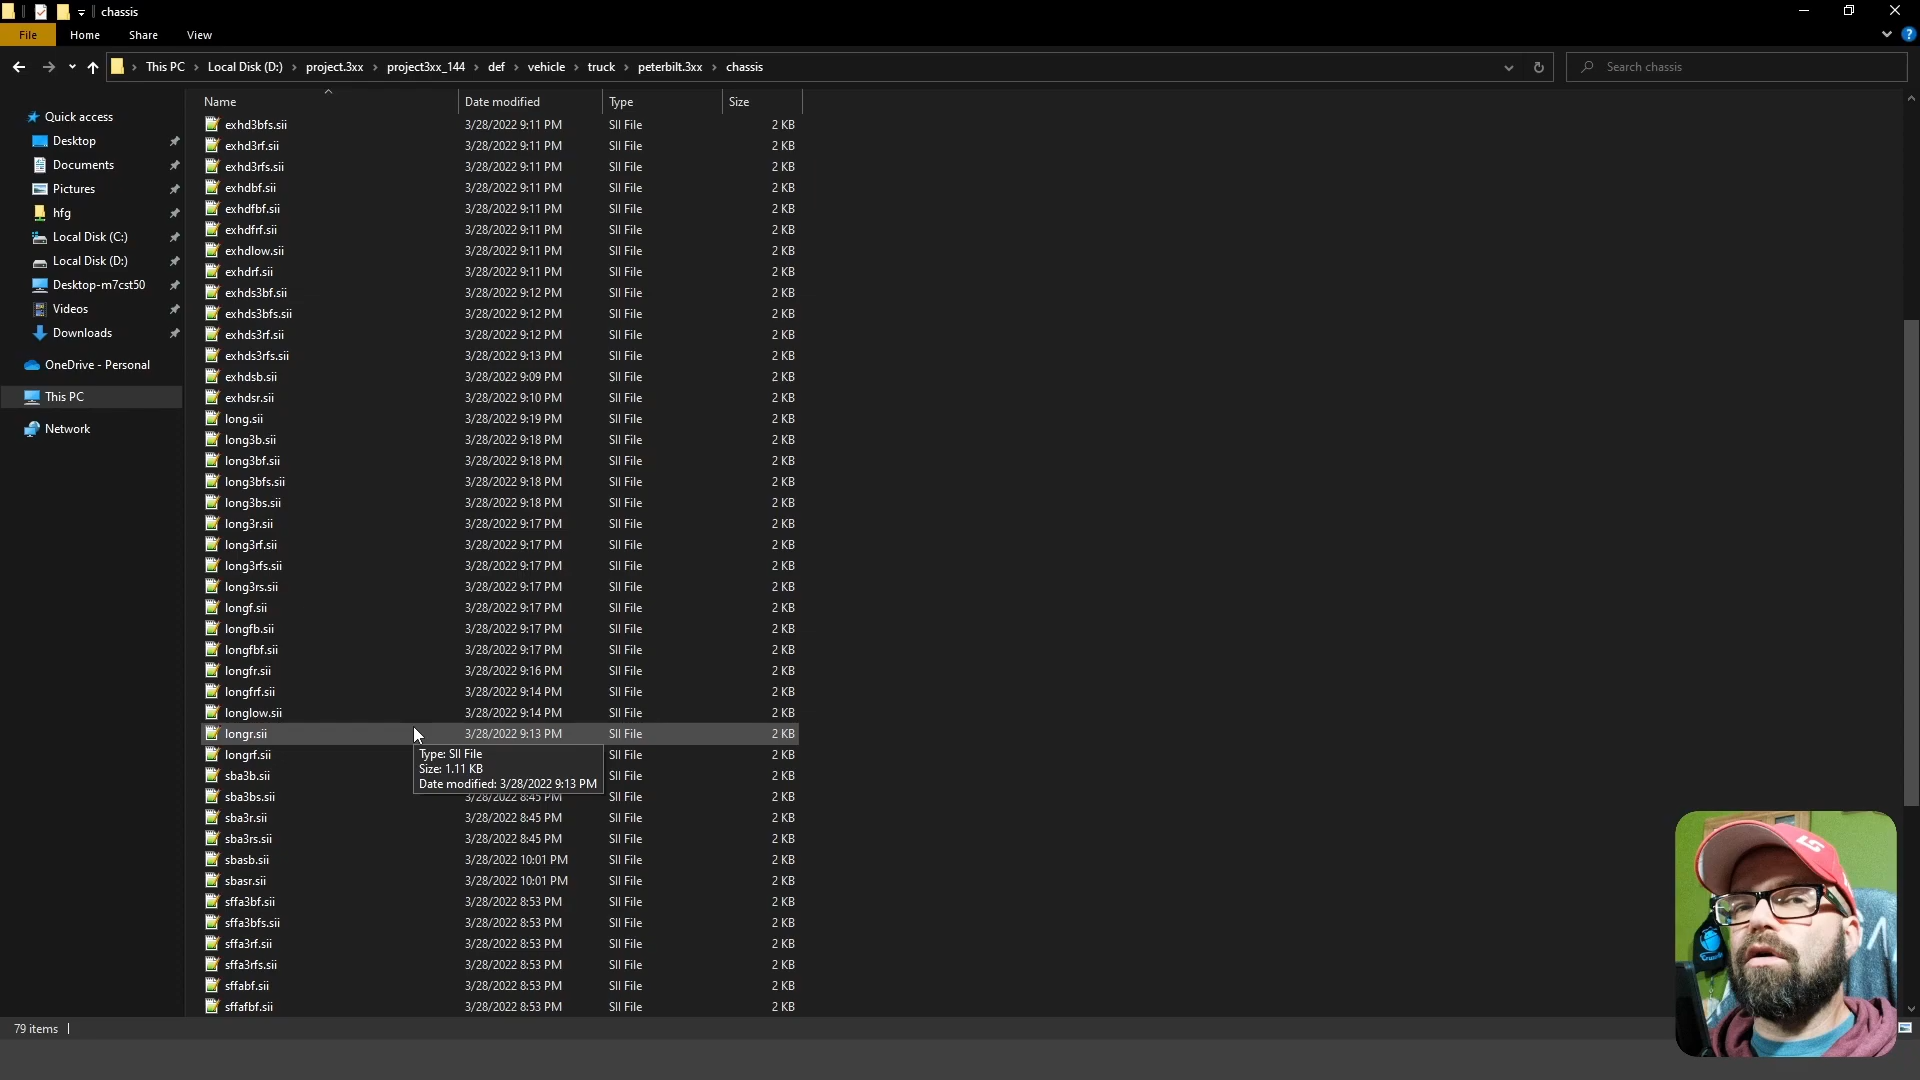 chassis
File Home Share View
This PC Local Disk (D:) project.3xx project3xx_144 def vehicle truck peterbilt.3xx chassis
Search chassis
Quick access
Desktop
Documents
Pictures
hfg
Local Disk (C:)
Local Disk (D:)
Desktop-m7cst50
Videos
Downloads
OneDrive - Personal
This PC
Network
Name Date modified Type Size
exhd3bfs.sii 3/28/2022 9:11 PM SII File 2 KB
exhd3rf.sii 3/28/2022 9:11 PM SII File 2 KB
exhd3rfs.sii 3/28/2022 9:11 PM SII File 2 KB
exhdbf.sii 3/28/2022 9:11 PM SII File 2 KB
exhdfbf.sii 3/28/2022 9:11 PM SII File 2 KB
exhdfrf.sii 3/28/2022 9:11 PM SII File 2 KB
exhdlow.sii 3/28/2022 9:11 PM SII File 2 KB
exhdrf.sii 3/28/2022 9:11 PM SII File 2 KB
exhds3bf.sii 3/28/2022 9:12 PM SII File 2 KB
exhds3bfs.sii 3/28/2022 9:12 PM SII File 2 KB
exhds3rf.sii 3/28/2022 9:12 PM SII File 2 KB
exhds3rfs.sii 3/28/2022 9:13 PM SII File 2 KB
exhdsb.sii 3/28/2022 9:09 PM SII File 2 KB
exhdsr.sii 3/28/2022 9:10 PM SII File 2 KB
long.sii 3/28/2022 9:19 PM SII File 2 KB
long3b.sii 3/28/2022 9:18 PM SII File 2 KB
long3bf.sii 3/28/2022 9:18 PM SII File 2 KB
long3bfs.sii 3/28/2022 9:18 PM SII File 2 KB
long3bs.sii 3/28/2022 9:18 PM SII File 2 KB
long3r.sii 3/28/2022 9:17 PM SII File 2 KB
long3rf.sii 3/28/2022 9:17 PM SII File 2 KB
long3rfs.sii 3/28/2022 9:17 PM SII File 2 KB
long3rs.sii 3/28/2022 9:17 PM SII File 2 KB
longf.sii 3/28/2022 9:17 PM SII File 2 KB
longfb.sii 3/28/2022 9:17 PM SII File 2 KB
longfbf.sii 3/28/2022 9:17 PM SII File 2 KB
longfr.sii 3/28/2022 9:16 PM SII File 2 KB
longfrf.sii 3/28/2022 9:14 PM SII File 2 KB
longlow.sii 3/28/2022 9:14 PM SII File 2 KB
longr.sii 3/28/2022 9:13 PM SII File 2 KB
longrf.sii SII File 2 KB
sba3b.sii SII File 2 KB
Type: SII File
Size: 1.11 KB
Date modified: 3/28/2022 9:13 PM
sba3bs.sii 3/28/2022 8:45 PM SII File 2 KB
sba3r.sii 3/28/2022 8:45 PM SII File 2 KB
sba3rs.sii 3/28/2022 8:45 PM SII File 2 KB
sbasb.sii 3/28/2022 10:01 PM SII File 2 KB
sbasr.sii 3/28/2022 10:01 PM SII File 2 KB
sffa3bf.sii 3/28/2022 8:53 PM SII File 2 KB
sffa3bfs.sii 3/28/2022 8:53 PM SII File 2 KB
sffa3rf.sii 3/28/2022 8:53 PM SII File 2 KB
sffa3rfs.sii 3/28/2022 8:53 PM SII File 2 KB
sffabf.sii 3/28/2022 8:53 PM SII File 2 KB
sffafbf.sii 3/28/2022 8:53 PM SII File 2 KB
79 items